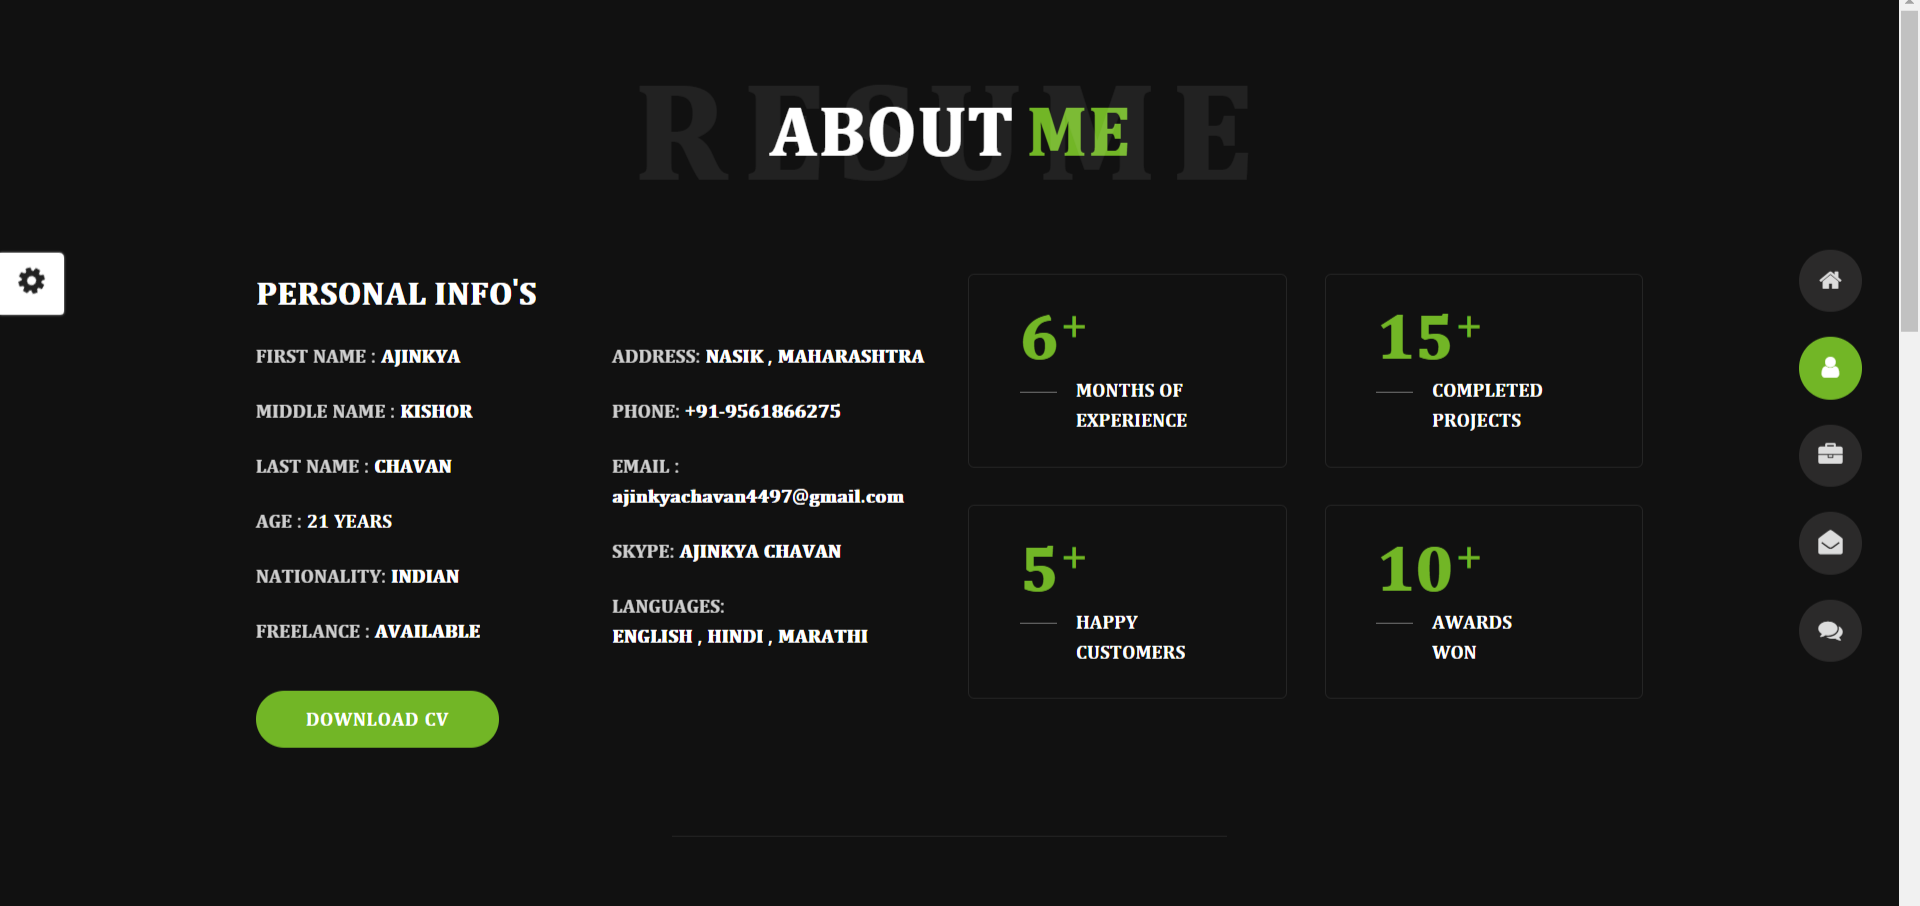 RESUME
ABOUT ME
PERSONAL INFO'S
FIRST NAME : AJINKYA
MIDDLE NAME : KISHOR
LAST NAME : CHAVAN
AGE : 21 YEARS
NATIONALITY: INDIAN
FREELANCE : AVAILABLE
DOWNLOAD CV
ADDRESS: NASIK , MAHARASHTRA
PHONE: +91-9561866275
EMAIL :
ajinkyachavan4497@gmail.com
SKYPE: AJINKYA CHAVAN
LANGUAGES:
ENGLISH , HINDI , MARATHI
6+
MONTHS OF
EXPERIENCE
15+
COMPLETED
PROJECTS
5+
HAPPY
CUSTOMERS
10+
AWARDS
WON